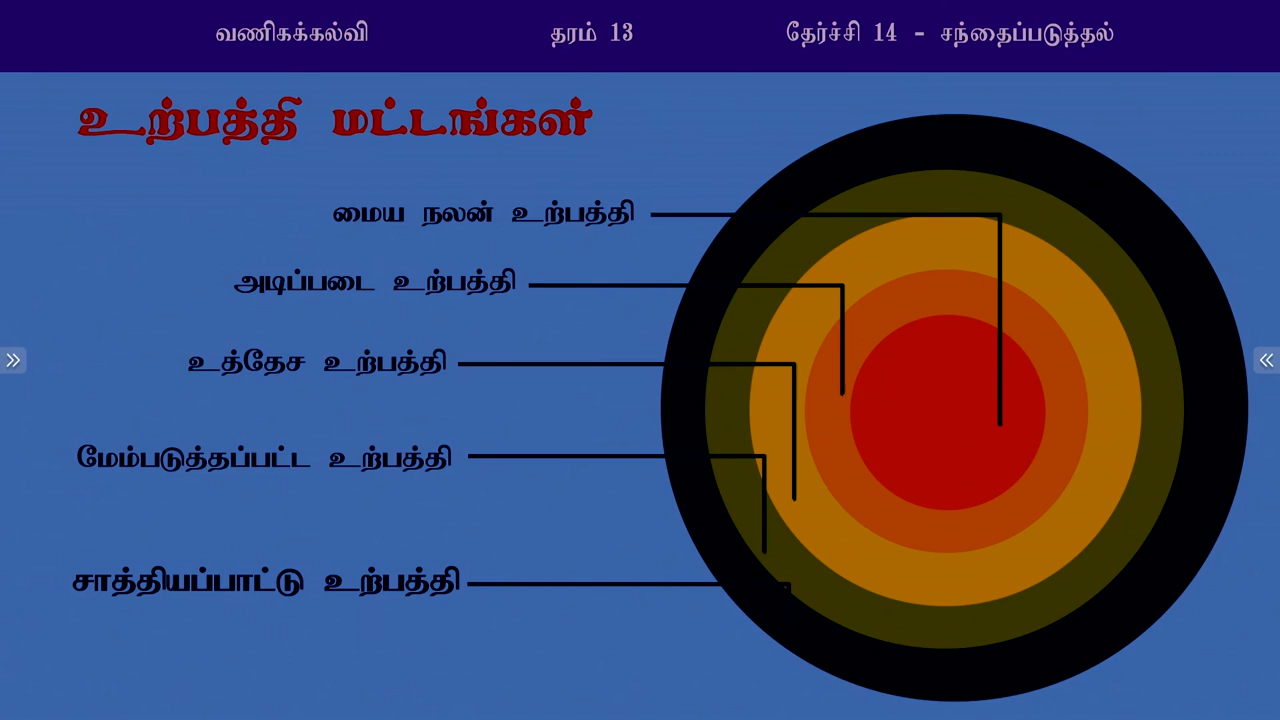 வணிகக்கல்வி தரம் 13 தேர்ச்சி 14 - சந்தைப்படுத்தல்
உற்பத்தி மட்டங்கள்
மைய நலன் உற்பத்தி
அடிப்படை உற்பத்தி
உத்தேச உற்பத்தி
மேம்படுத்தப்பட்ட உற்பத்தி
சாத்தியப்பாட்டு உற்பத்தி